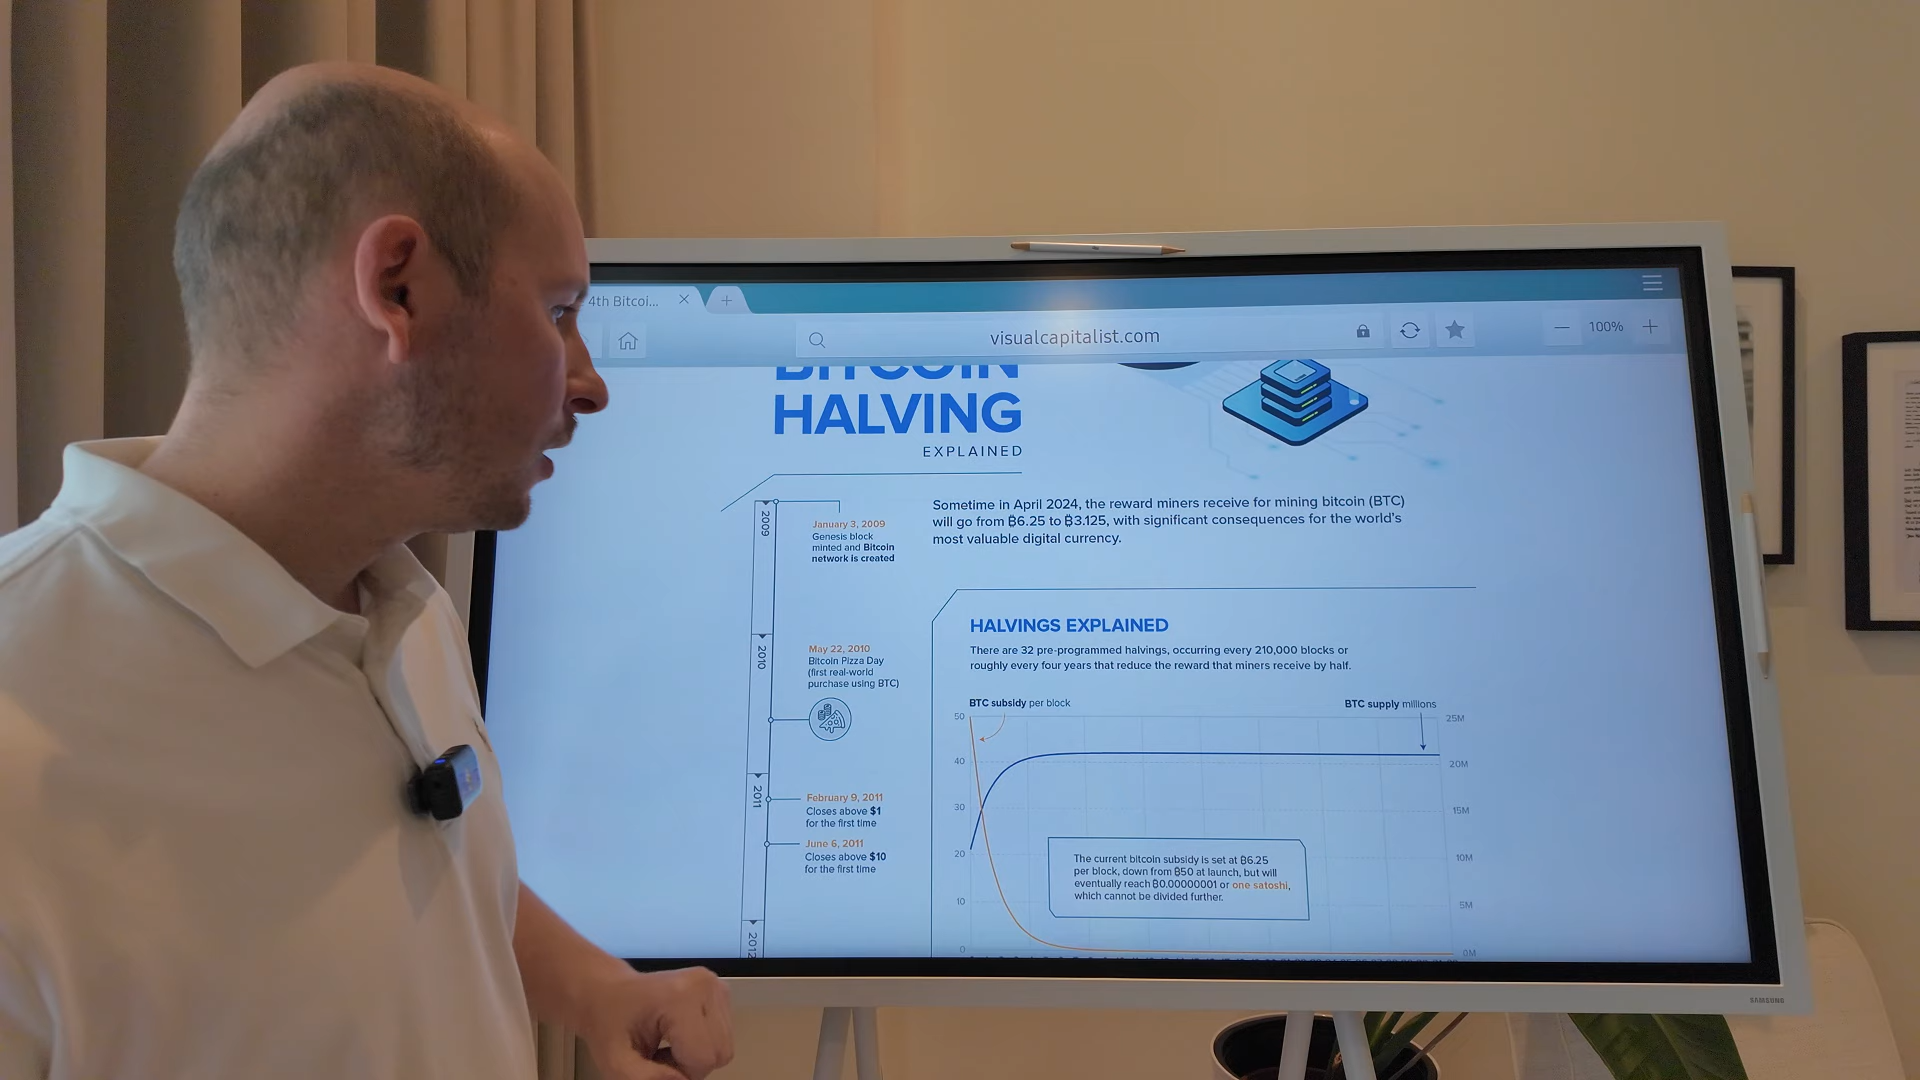 4th Bitcoi...
visualcapitalist.com
100%
BITCOIN
HALVING
EXPLAINED
Sometime in April 2024, the reward miners receive for mining bitcoin (BTC)
will go from ₿6.25 to ₿3.125, with significant consequences for the world's
most valuable digital currency.
2009
January 3, 2009
Genesis block
minted and Bitcoin
network is created
2010
May 22, 2010
Bitcoin Pizza Day
(first real-world
purchase using BTC)
2011
February 9, 2011
Closes above $1
for the first time
June 6, 2011
Closes above $10
for the first time
2012
HALVINGS EXPLAINED
There are 32 pre-programmed halvings, occurring every 210,000 blocks or
roughly every four years that reduce the reward that miners receive by half.
BTC subsidy per block
BTC supply millions
50
40
30
20
10
0
25M
20M
15M
10M
5M
0M
The current bitcoin subsidy is set at ₿6.25
per block, down from ₿50 at launch, but will
eventually reach ₿0.00000001 or one satoshi,
which cannot be divided further.
SAMSUNG